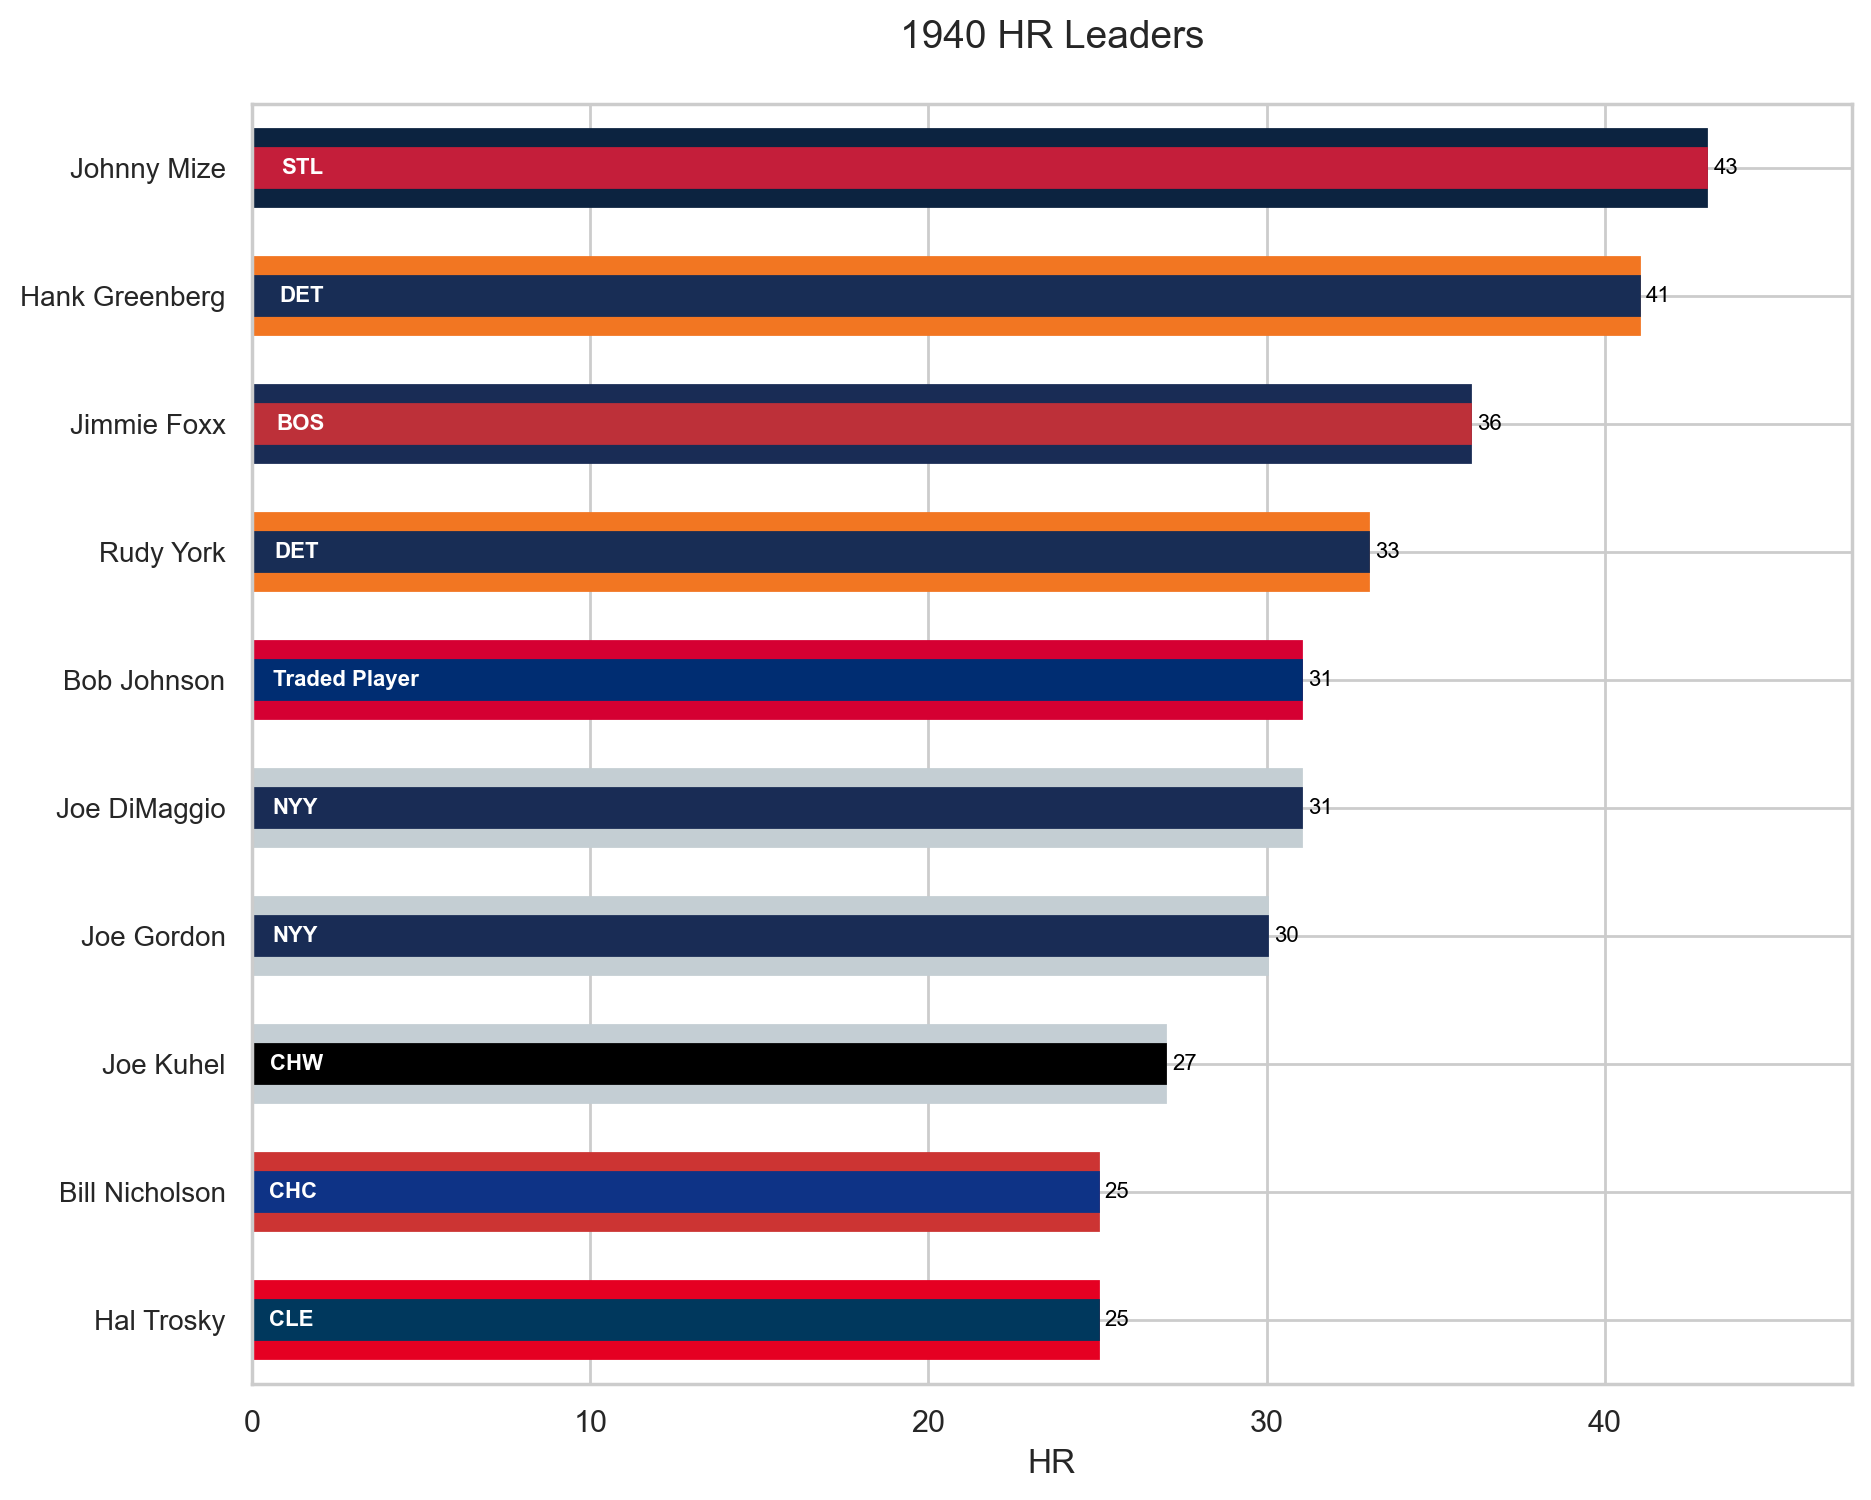 1940 HR Leaders
Johnny Mize STL 43
Hank Greenberg DET 41
Jimmie Foxx BOS 36
Rudy York DET 33
Bob Johnson Traded Player 31
Joe DiMaggio NYY 31
Joe Gordon NYY 30
Joe Kuhel CHW 27
Bill Nicholson CHC 25
Hal Trosky CLE 25
0 10 20 30 40
HR